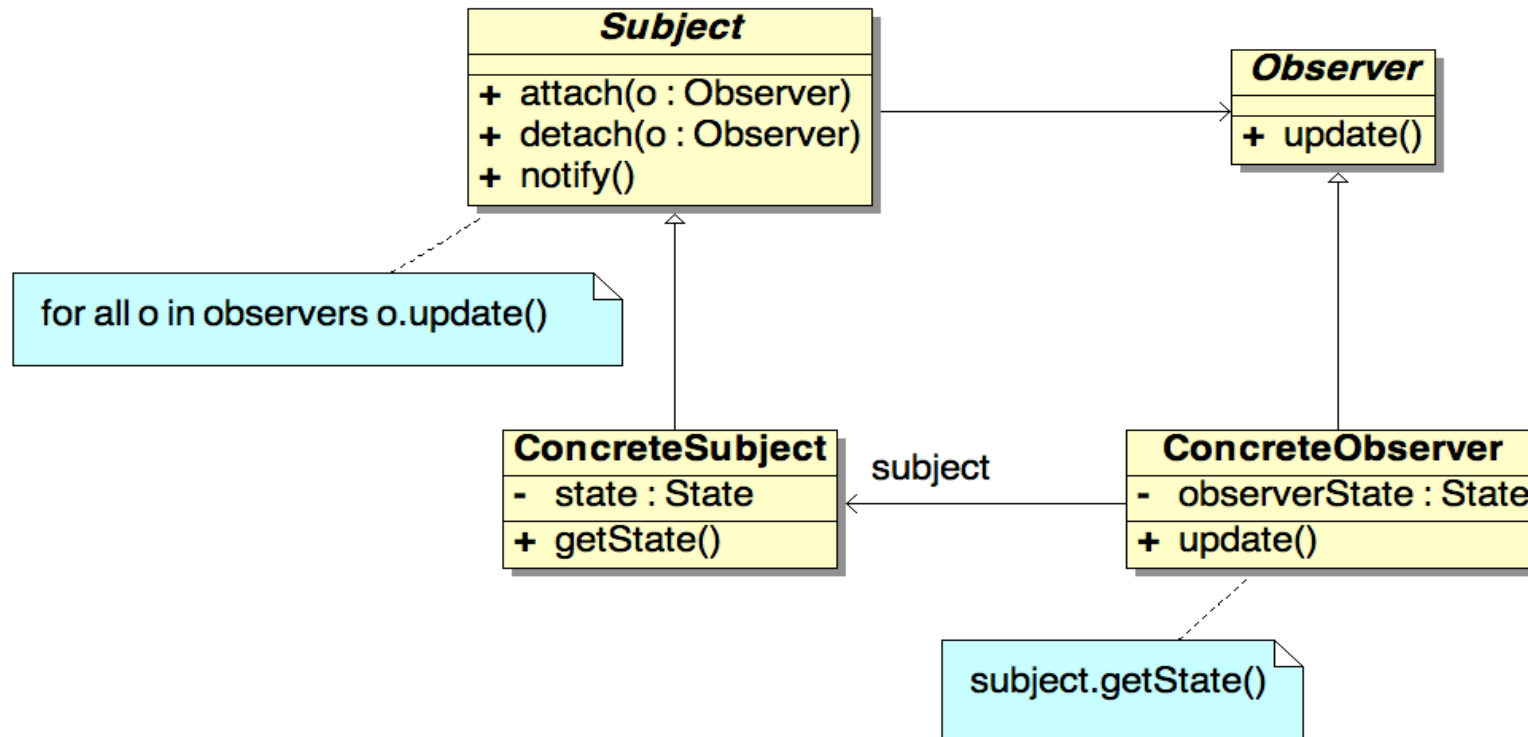 Subject
+ attach(o : Observer)
+ detach(o : Observer)
+ notify()
Observer
+ update()
for all o in observers o.update()
ConcreteSubject
- state : State
+ getState()
subject
ConcreteObserver
- observerState : State
+ update()
subject.getState()